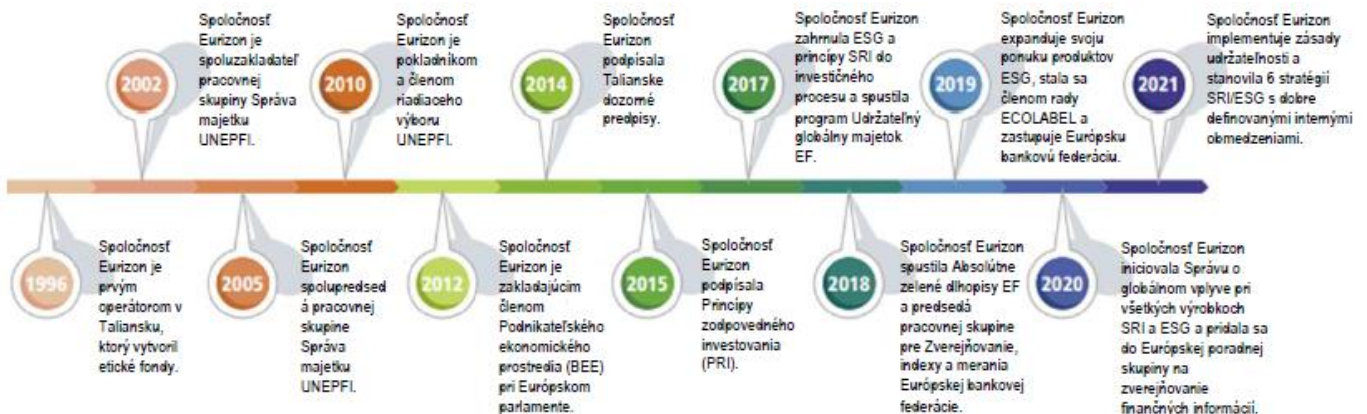 1996
Spoločnosť
Eurizon je
prvým
operátorom v
Taliansku,
ktorý vytvoril
etické fondy.
2002
Spoločnosť
Eurizon je
spoluzakladateľ
pracovnej
skupiny Správa
majetku
UNEPFI.
2005
Spoločnosť
Eurizon
spolupredsed
á pracovnej
skupine
Správa
majetku
UNEPFI.
2010
Spoločnosť
Eurizon je
pokladníkom
a členom
riadiaceho
výboru
UNEPFI.
2012
Spoločnosť
Eurizon je
zakladajúcim
členom
Podnikateľského
ekonomického
prostredia (BEE)
pri Európskom
parlamente.
2014
Spoločnosť
Eurizon
podpísala
Talianske
dozorné
predpisy.
2015
Spoločnosť
Eurizon
podpísala
Princípy
zodpovedného
investovania
(PRI).
2017
Spoločnosť Eurizon
zahrnula ESG a
princípy SRI do
investičného
procesu a spustila
program Udržateľný
globálny majetok
EF.
2018
Spoločnosť Eurizon
spustila Absolútne
zelené dlhopisy EF
a predsedá
pracovnej skupine
pre Zverejňovanie,
indexy a merania
Európskej bankovej
federácie.
2019
Spoločnosť Eurizon
expanduje svoju
ponuku produktov
ESG, stala sa
členom rady
ECOLABEL a
zastupuje Európsku
bankovú federáciu.
2020
Spoločnosť Eurizon
iniciovala Správu o
globálnom vplyve pri
všetkých výrobkoch
SRI a ESG a pridala sa
do Európskej poradnej
skupiny na
zverejňovanie
finančných informácií.
2021
Spoločnosť Eurizon
implementuje zásady
udržateľnosti a
stanovila 6 stratégií
SRI/ESG s dobre
definovanými internými
obmedzeniami.